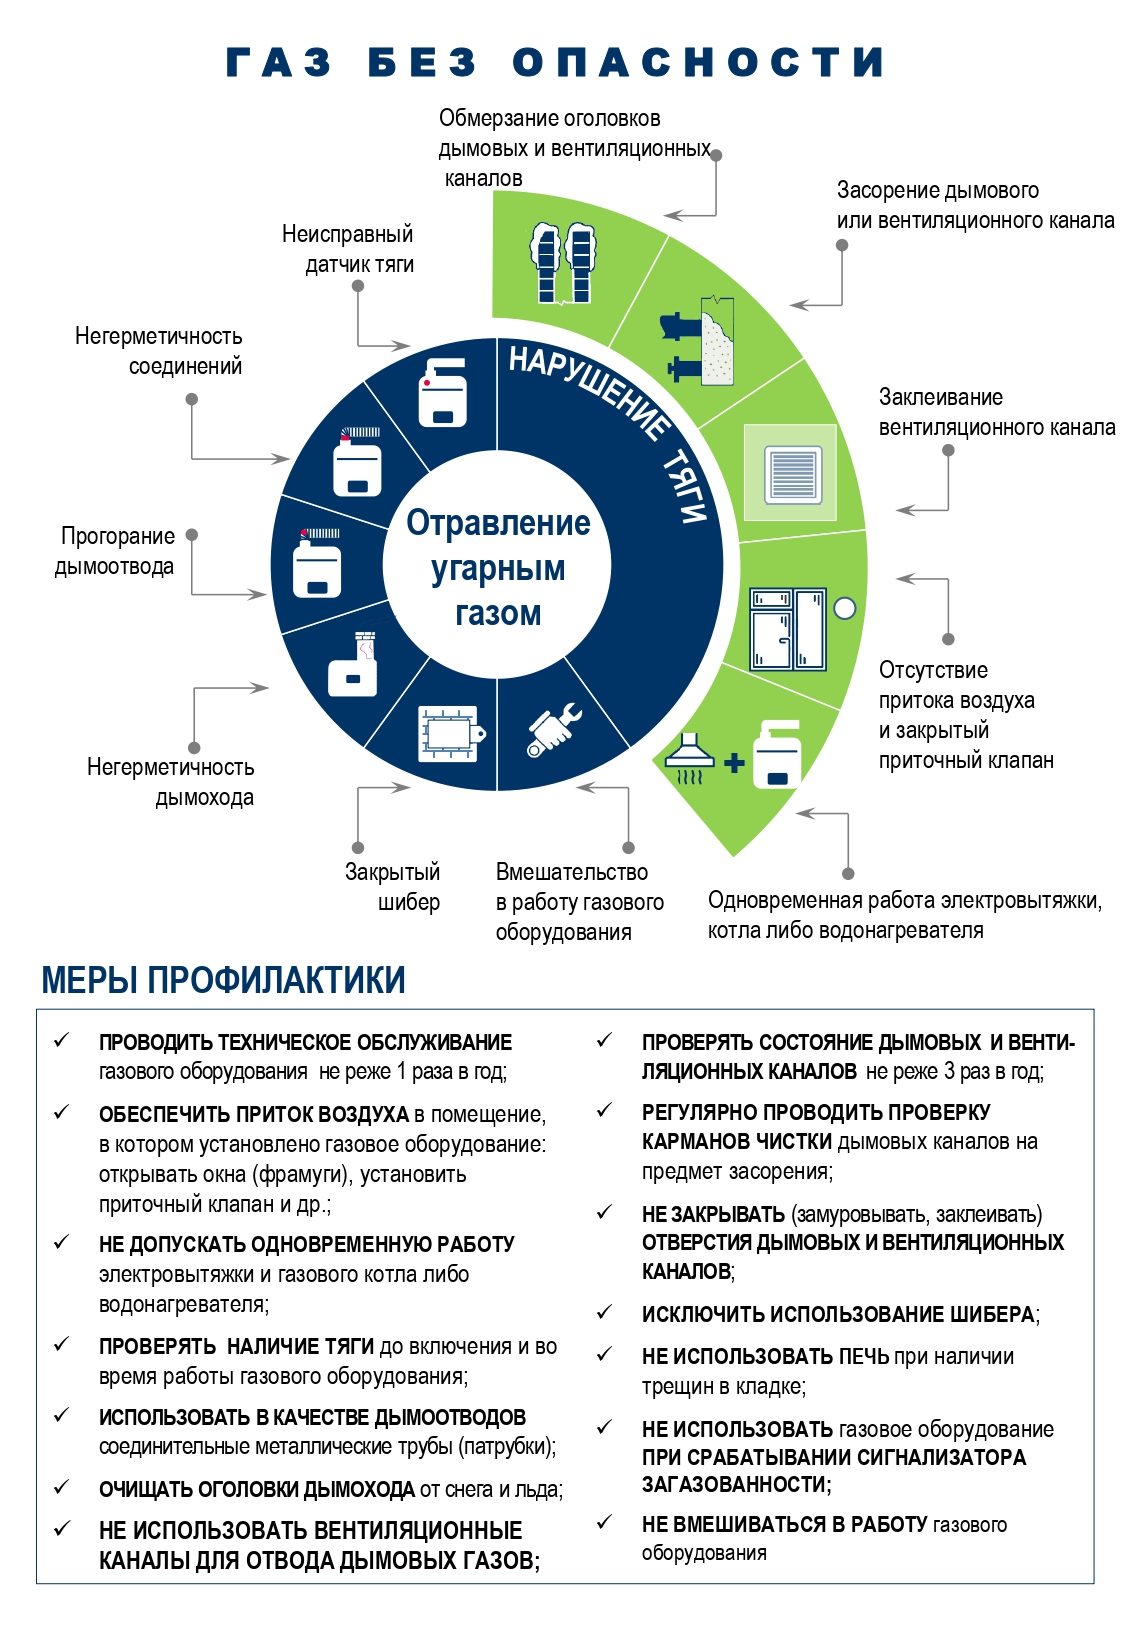 ГАЗ БЕЗ ОПАСНОСТИ
Обмерзание оголовков
дымовых и вентиляционных
каналов
Засорение дымового
или вентиляционного канала
Неисправный
датчик тяги
Негерметичность
соединений
НАРУШЕНИЕ ТЯГИ
Заклеивание
вентиляционного канала
Отравление
угарным
газом
Прогорание
дымоотвода
Отсутствие
притока воздуха
и закрытый
приточный клапан
Негерметичность
дымохода
Закрытый
шибер
Вмешательство
в работу газового
оборудования
Одновременная работа электровытяжки,
котла либо водонагревателя
МЕРЫ ПРОФИЛАКТИКИ
ПРОВОДИТЬ ТЕХНИЧЕСКОЕ ОБСЛУЖИВАНИЕ
газового оборудования не реже 1 раза в год;
ОБЕСПЕЧИТЬ ПРИТОК ВОЗДУХА в помещение,
в котором установлено газовое оборудование:
открывать окна (фрамуги), установить
приточный клапан и др.;
НЕ ДОПУСКАТЬ ОДНОВРЕМЕННУЮ РАБОТУ
электровытяжки и газового котла либо
водонагревателя;
ПРОВЕРЯТЬ НАЛИЧИЕ ТЯГИ до включения и во
время работы газового оборудования;
ИСПОЛЬЗОВАТЬ В КАЧЕСТВЕ ДЫМООТВОДОВ
соединительные металлические трубы (патрубки);
ОЧИЩАТЬ ОГОЛОВКИ ДЫМОХОДА от снега и льда;
НЕ ИСПОЛЬЗОВАТЬ ВЕНТИЛЯЦИОННЫЕ
КАНАЛЫ ДЛЯ ОТВОДА ДЫМОВЫХ ГАЗОВ;
ПРОВЕРЯТЬ СОСТОЯНИЕ ДЫМОВЫХ И ВЕНТИ-
ЛЯЦИОННЫХ КАНАЛОВ не реже 3 раз в год;
РЕГУЛЯРНО ПРОВОДИТЬ ПРОВЕРКУ
КАРМАНОВ ЧИСТКИ дымовых каналов на
предмет засорения;
НЕ ЗАКРЫВАТЬ (замуровывать, заклеивать)
ОТВЕРСТИЯ ДЫМОВЫХ И ВЕНТИЛЯЦИОННЫХ
КАНАЛОВ;
ИСКЛЮЧИТЬ ИСПОЛЬЗОВАНИЕ ШИБЕРА;
НЕ ИСПОЛЬЗОВАТЬ ПЕЧЬ при наличии
трещин в кладке;
НЕ ИСПОЛЬЗОВАТЬ газовое оборудование
ПРИ СРАБАТЫВАНИИ СИГНАЛИЗАТОРА
ЗАГАЗОВАННОСТИ;
НЕ ВМЕШИВАТЬСЯ В РАБОТУ газового
оборудования